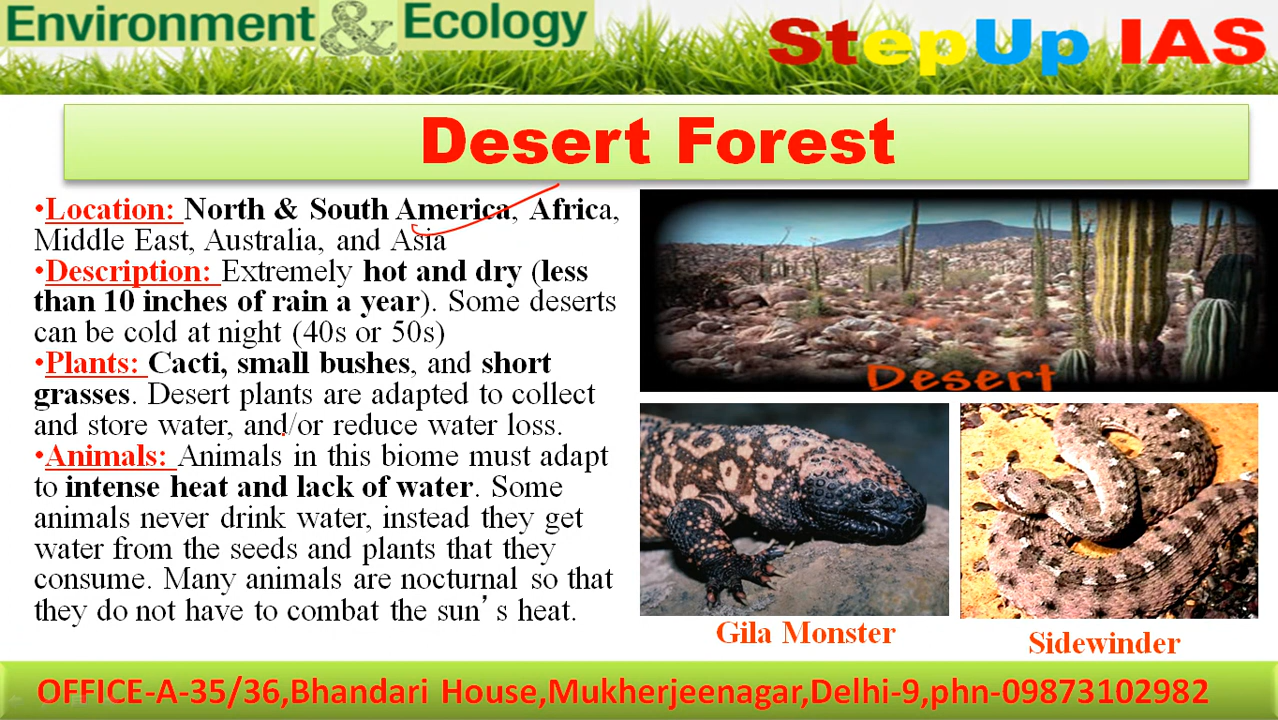 Environment & Ecology
StepUp IAS
Desert Forest
•Location: North & South America, Africa,
Middle East, Australia, and Asia
•Description: Extremely hot and dry (less
than 10 inches of rain a year). Some deserts
can be cold at night (40s or 50s)
•Plants: Cacti, small bushes, and short
grasses. Desert plants are adapted to collect
and store water, and/or reduce water loss.
•Animals: Animals in this biome must adapt
to intense heat and lack of water. Some
animals never drink water, instead they get
water from the seeds and plants that they
consume. Many animals are nocturnal so that
they do not have to combat the sun’s heat.
Desert
Gila Monster
Sidewinder
OFFICE-A-35/36,Bhandari House,Mukherjeenagar,Delhi-9,phn-09873102982